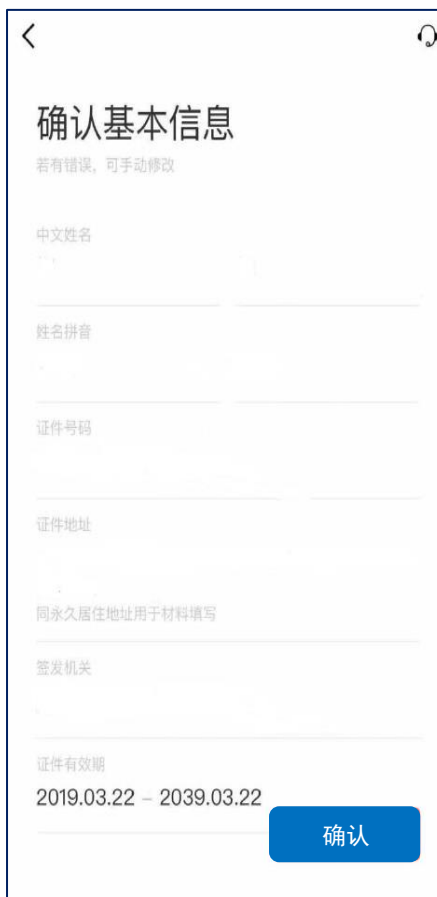 确认基本信息
若有错误，可手动修改
中文姓名
姓名拼音
证件号码
证件地址
同永久居住地址用于材料填写
签发机关
证件有效期
2019.03.22 – 2039.03.22
确认